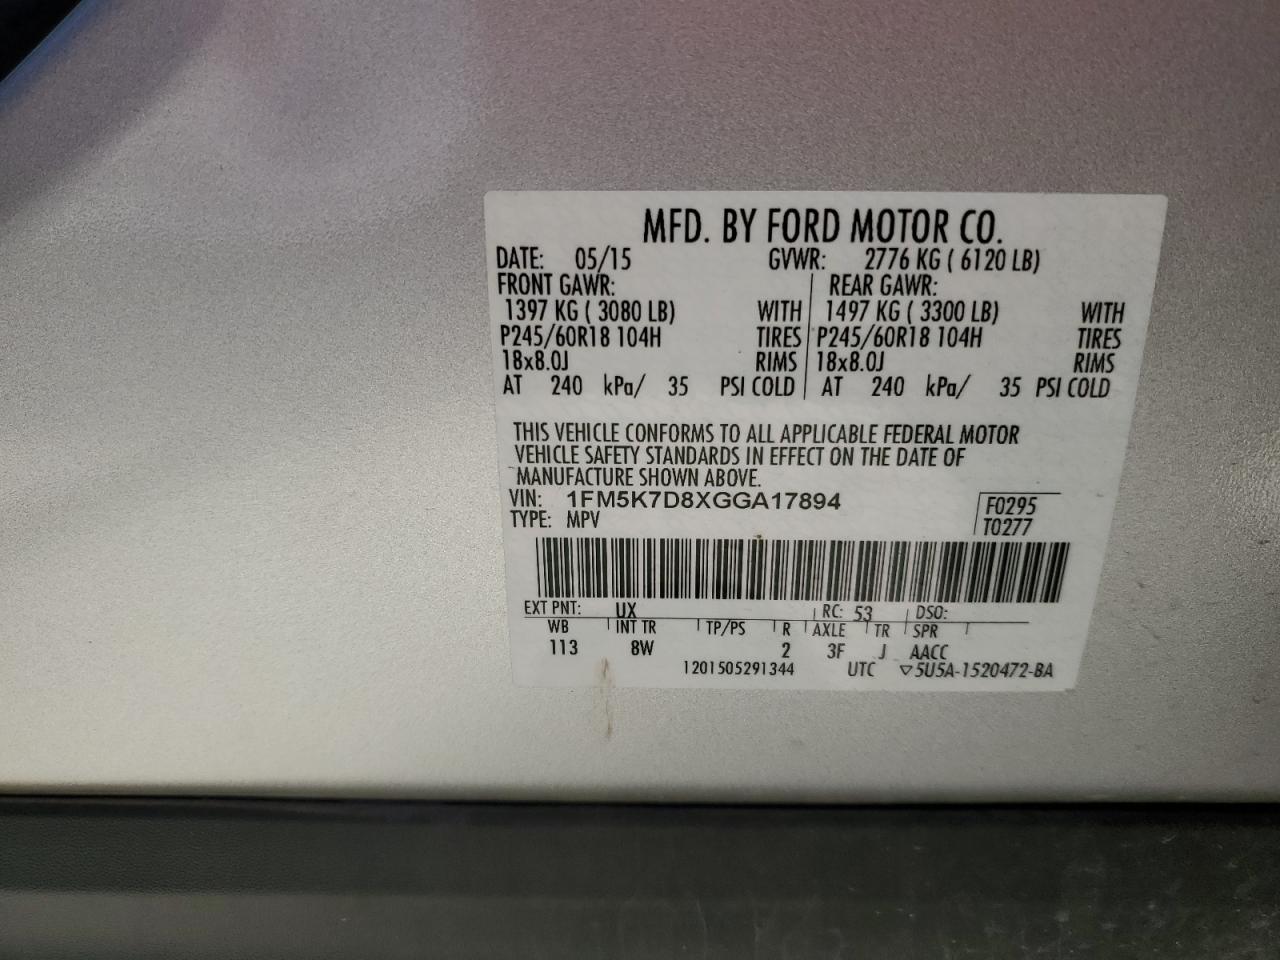 MFD. BY FORD MOTOR CO.
DATE: 05/15 GVWR: 2776 KG ( 6120 LB)
FRONT GAWR: REAR GAWR:
1397 KG ( 3080 LB) WITH 1497 KG ( 3300 LB) WITH
P245/60R18 104H TIRES P245/60R18 104H TIRES
18x8.0J RIMS 18x8.0J RIMS
AT 240 kPa/ 35 PSI COLD AT 240 kPa/ 35 PSI COLD
THIS VEHICLE CONFORMS TO ALL APPLICABLE FEDERAL MOTOR
VEHICLE SAFETY STANDARDS IN EFFECT ON THE DATE OF
MANUFACTURE SHOWN ABOVE.
VIN: 1FM5K7D8XGGA17894 F0295
TYPE: MPV T0277
EXT PNT: UX RC: 53 DSO:
WB INT TR TP/PS R AXLE TR SPR
113 8W 2 3F J AACC
1201505291344 UTC ▽5U5A-1520472-BA